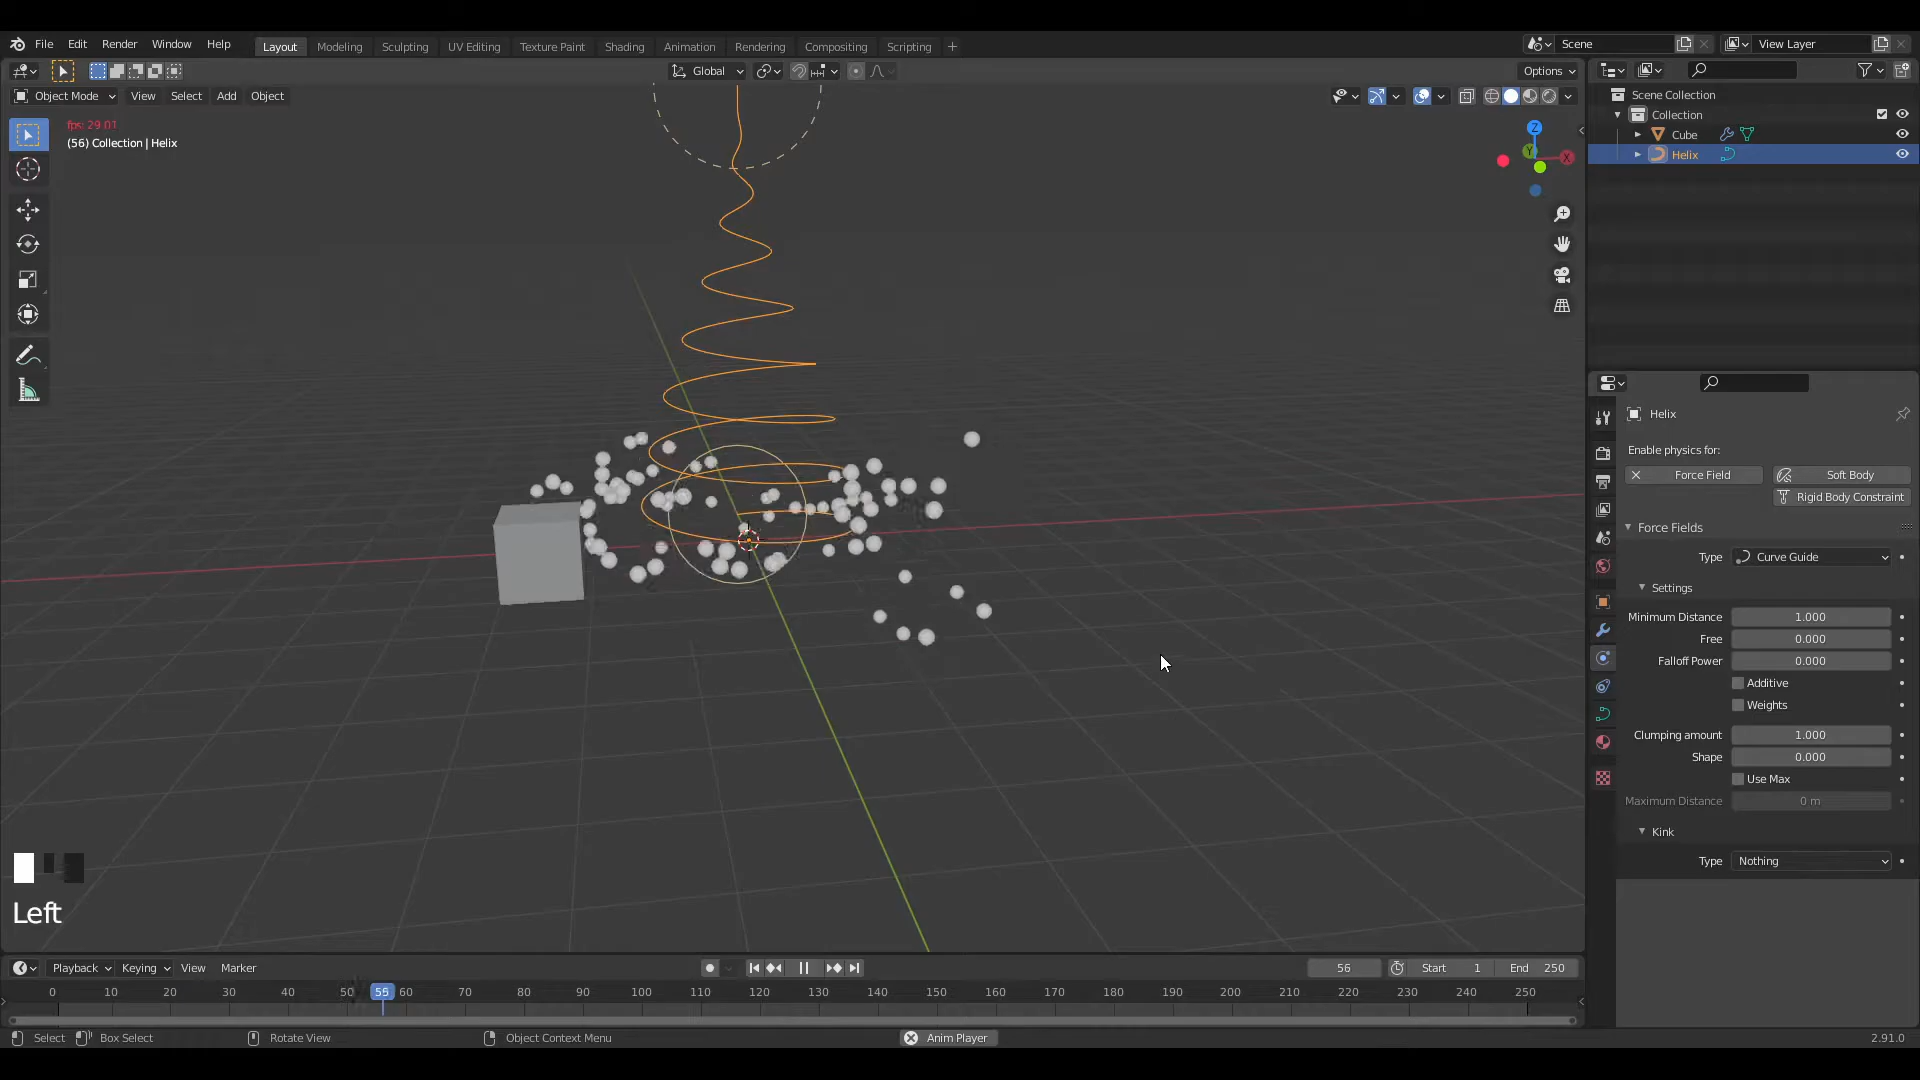 File Edit Render Window Help Layout Modeling Sculpting UV Editing Texture Paint Shading Animation Rendering Compositing Scripting + Scene View Layer
Global Options
Object Mode View Select Add Object
fps: 29.01
(56) Collection | Helix
Z
Y
X
Scene Collection
Collection
Cube
Helix
Helix
Enable physics for:
Force Field Soft Body
Rigid Body Constraint
Force Fields
Type Curve Guide
Settings
Minimum Distance 1.000
Free 0.000
Falloff Power 0.000
Additive
Weights
Clumping amount 1.000
Shape 0.000
Use Max
Maximum Distance 0 m
Kink
Type Nothing
Left
Playback Keying View Marker 56 Start 1 End 250
0 10 20 30 40 50 56 60 70 80 90 100 110 120 130 140 150 160 170 180 190 200 210 220 230 240 250
Select Box Select Rotate View Object Context Menu Anim Player 2.91.0